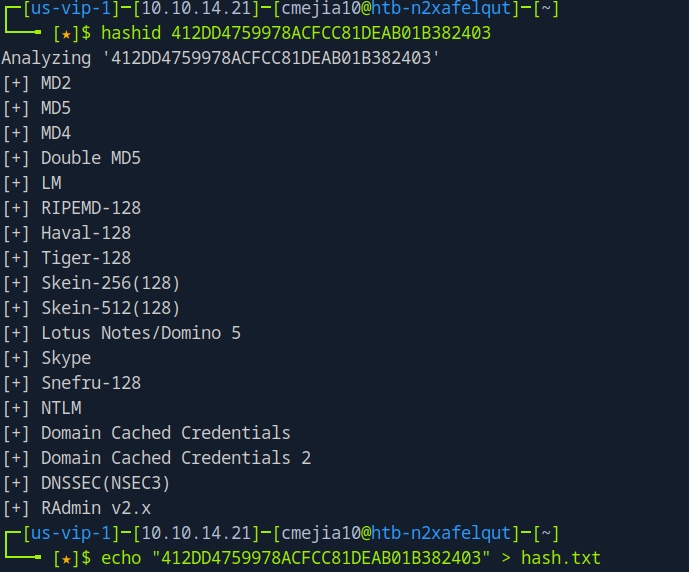 ┌─[us-vip-1]─[10.10.14.21]─[cmejia10@htb-n2xafelqut]─[~]
└──╼ [★]$ hashid 412DD4759978ACFCC81DEAB01B382403
Analyzing '412DD4759978ACFCC81DEAB01B382403'
[+] MD2
[+] MD5
[+] MD4
[+] Double MD5
[+] LM
[+] RIPEMD-128
[+] Haval-128
[+] Tiger-128
[+] Skein-256(128)
[+] Skein-512(128)
[+] Lotus Notes/Domino 5
[+] Skype
[+] Snefru-128
[+] NTLM
[+] Domain Cached Credentials
[+] Domain Cached Credentials 2
[+] DNSSEC(NSEC3)
[+] RAdmin v2.x
┌─[us-vip-1]─[10.10.14.21]─[cmejia10@htb-n2xafelqut]─[~]
└──╼ [★]$ echo "412DD4759978ACFCC81DEAB01B382403" > hash.txt